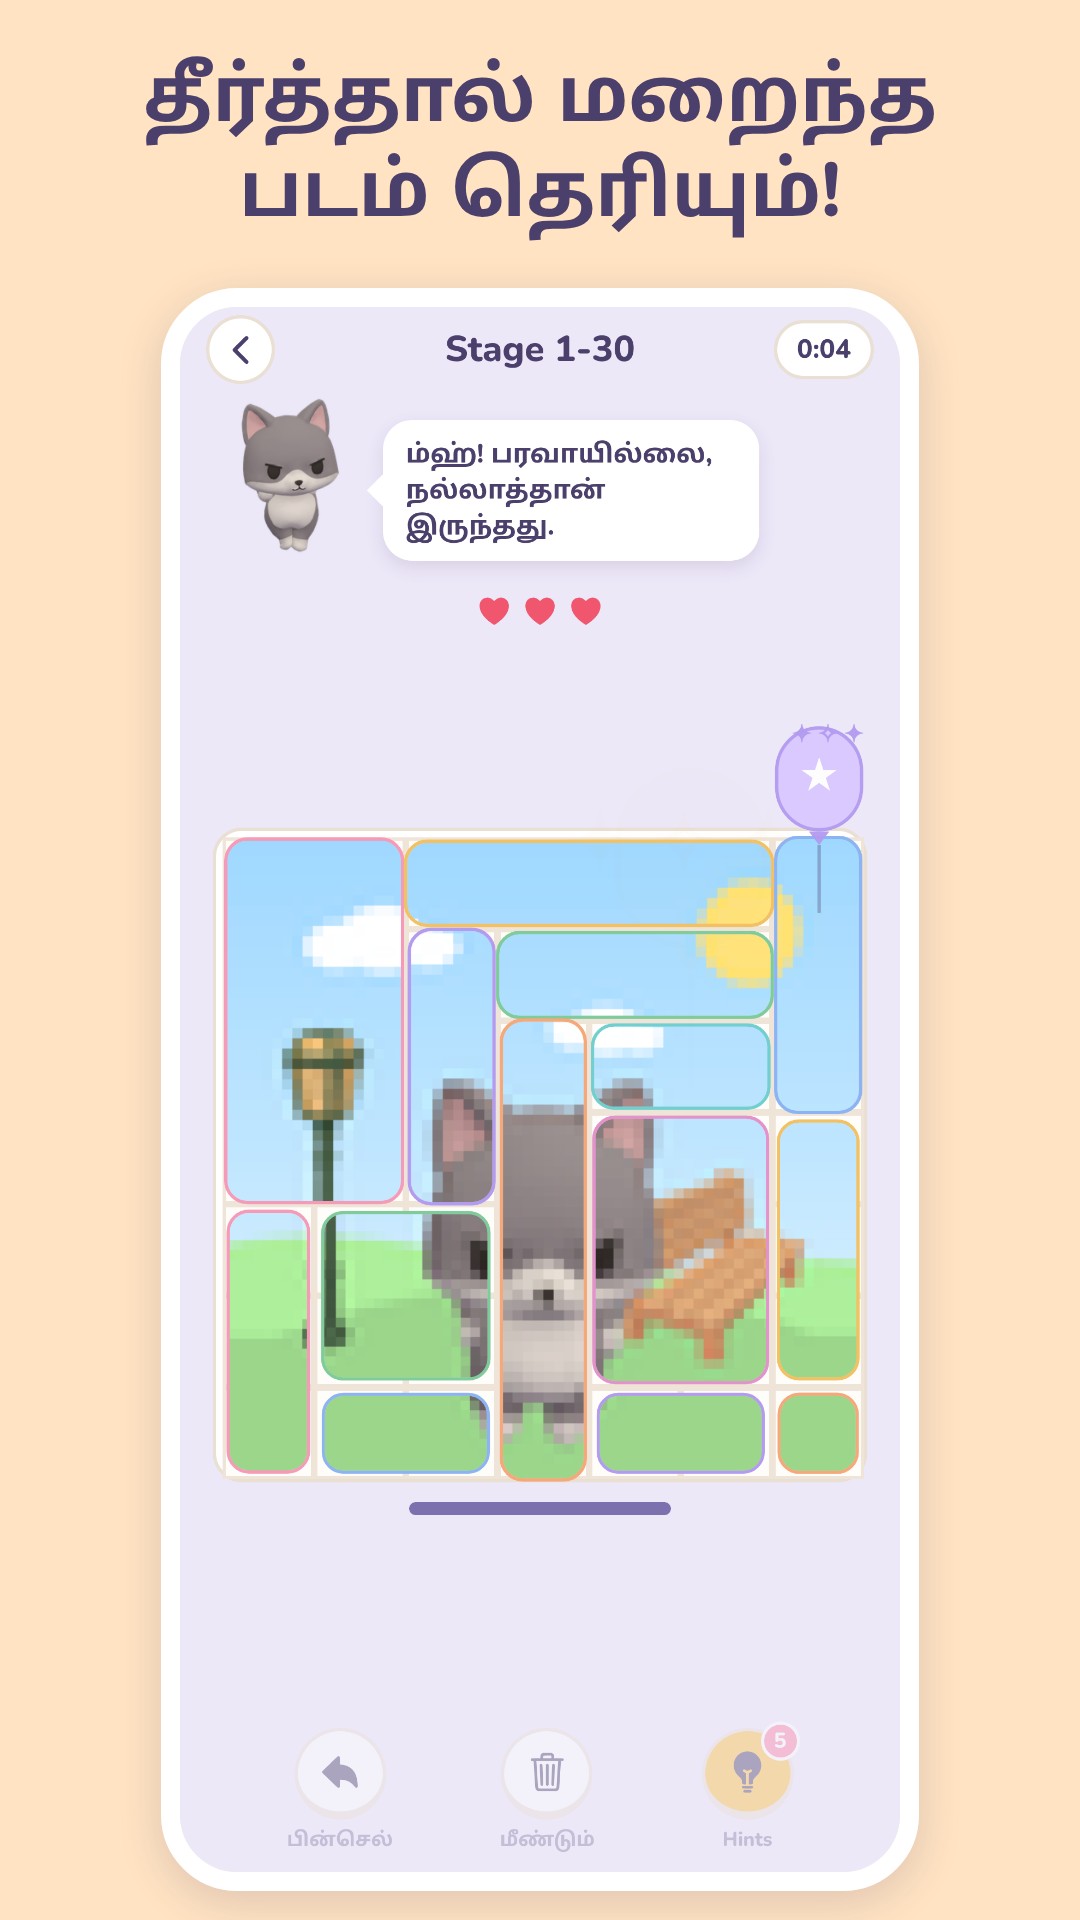 தீர்த்தால் மறைந்த
படம் தெரியும்!
Stage 1-30
0:04
ம்ஹ்! பரவாயில்லை,
நல்லாத்தான்
இருந்தது.
5
பின்செல்
மீண்டும்
Hints